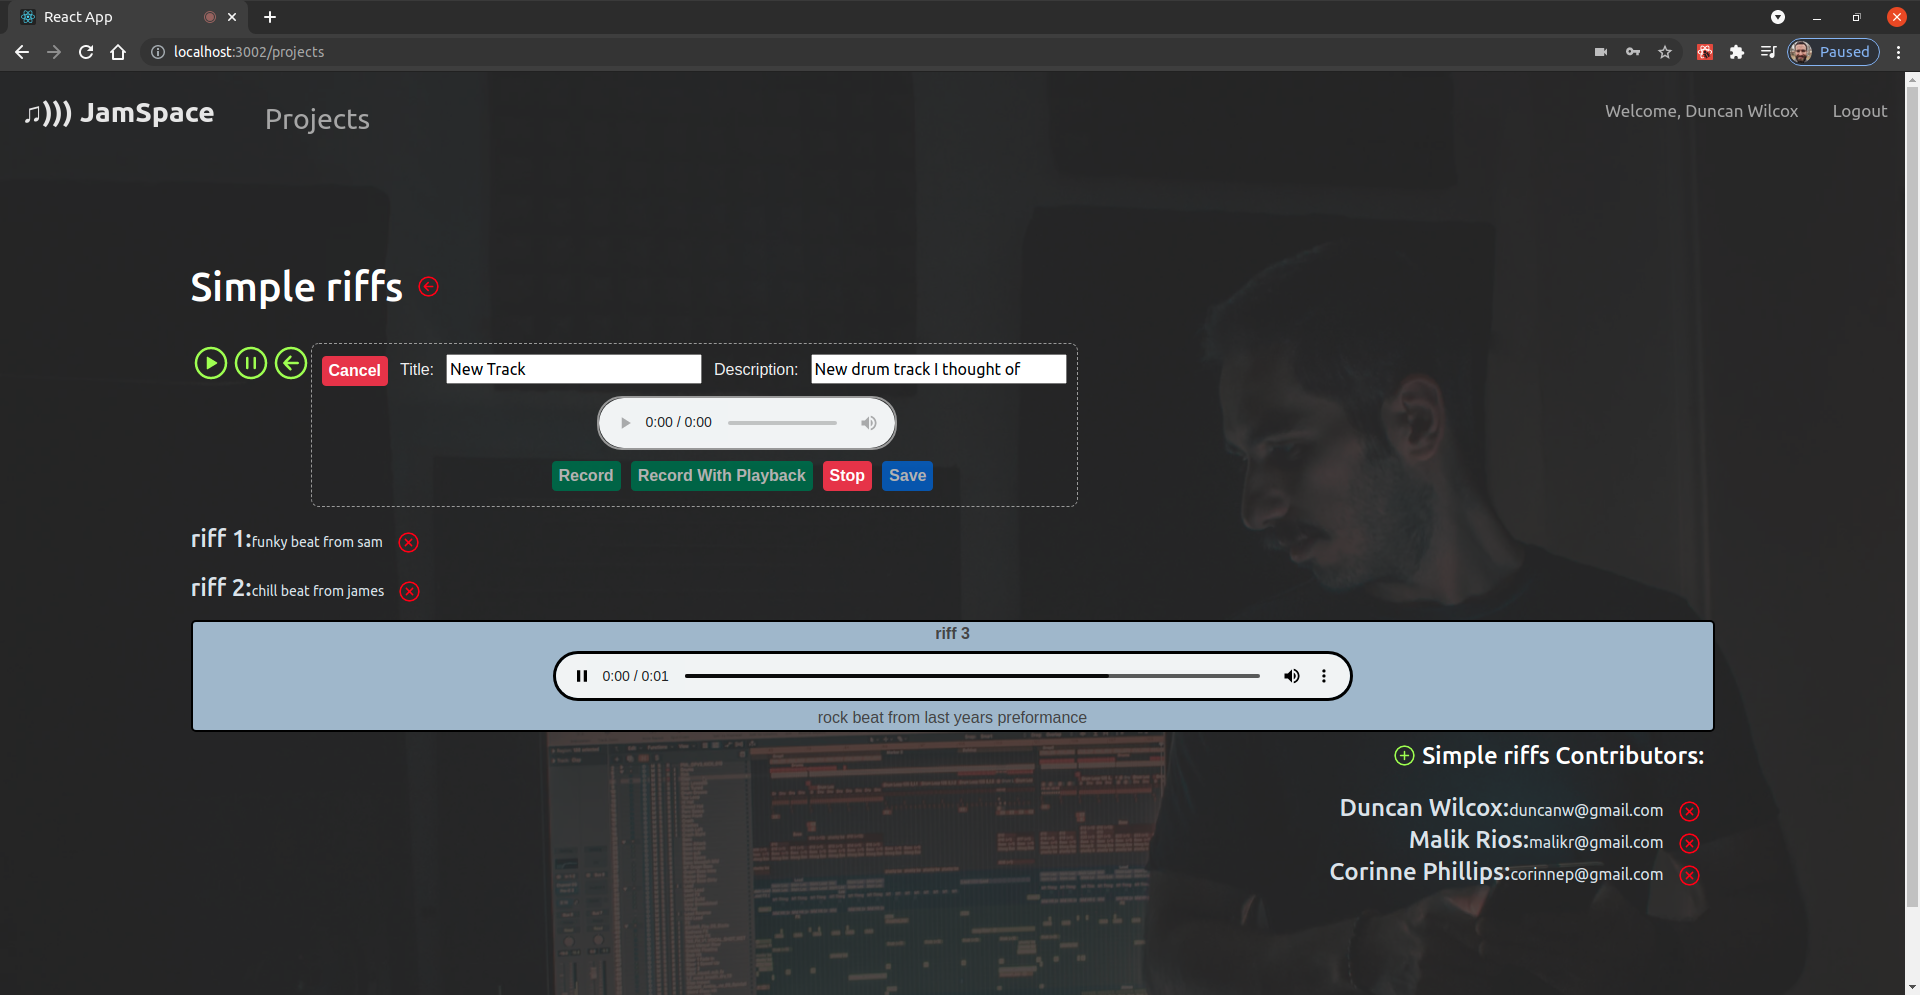 React App
localhost:3002/projects
Paused
JamSpace
Projects
Welcome, Duncan Wilcox
Logout
Simple riffs
Cancel Title: New Track Description: New drum track I thought of
0:00 / 0:00
Record Record With Playback Stop Save
riff 1:funky beat from sam
riff 2:chill beat from james
riff 3
0:00 / 0:01
rock beat from last years preformance
Simple riffs Contributors:
Duncan Wilcox:duncanw@gmail.com
Malik Rios:malikr@gmail.com
Corinne Phillips:corinnep@gmail.com